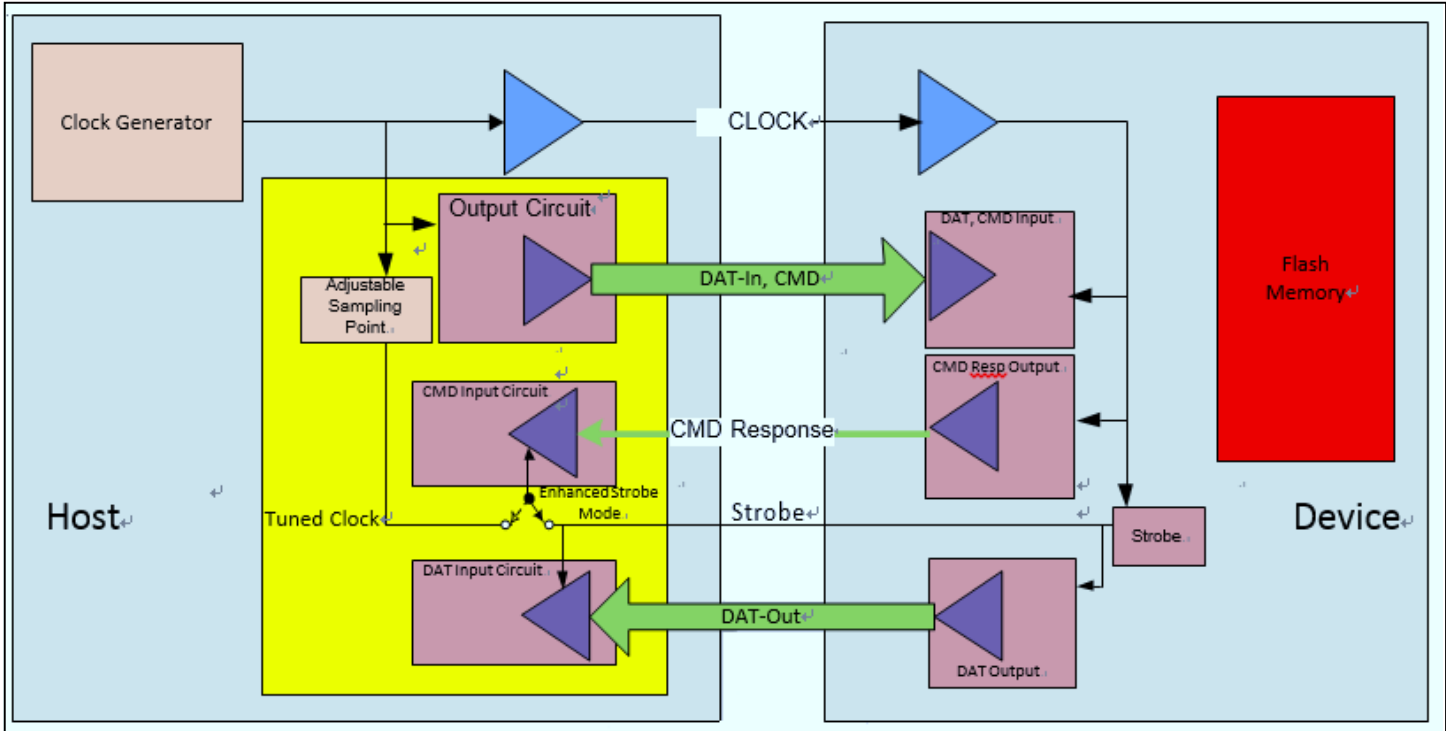 Clock Generator
CLOCK
Output Circuit
DAT, CMD Input
Flash
Memory
DAT-In, CMD
Adjustable
Sampling
Point
CMD Input Circuit
CMD Resp Output
CMD Response
Host
Enhanced Strobe
Mode
Tuned Clock
Strobe
Strobe
Device
DAT Input Circuit
DAT-Out
DAT Output